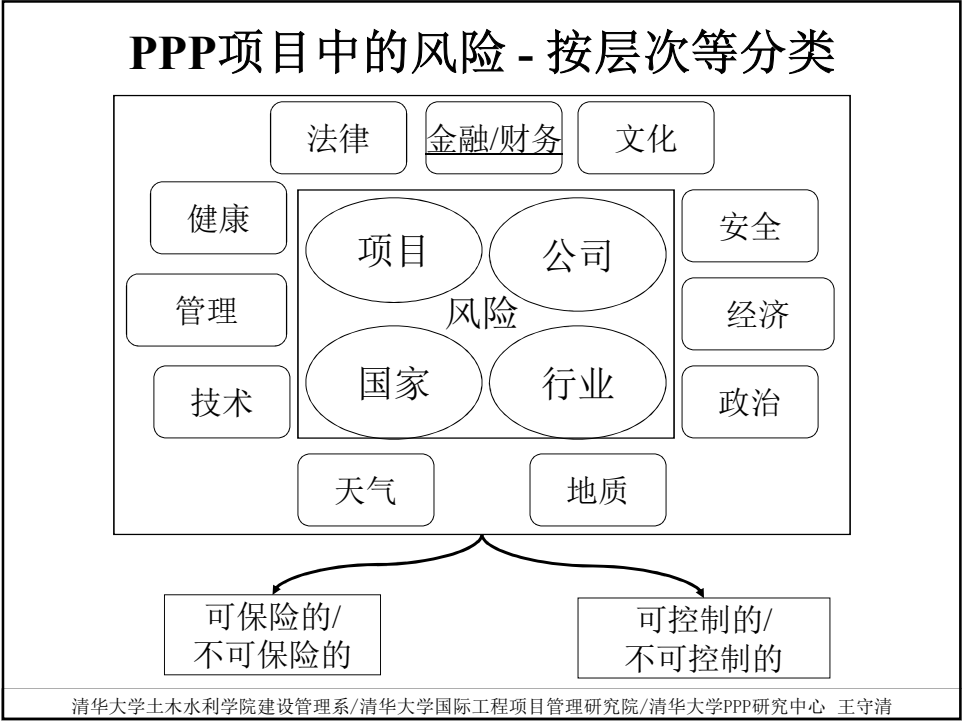 PPP项目中的风险 - 按层次等分类
法律
金融/财务
文化
健康
安全
项目
公司
管理
风险
经济
国家
行业
技术
政治
天气
地质
可保险的/
不可保险的
可控制的/
不可控制的
清华大学土木水利学院建设管理系/清华大学国际工程项目管理研究院/清华大学PPP研究中心 王守清